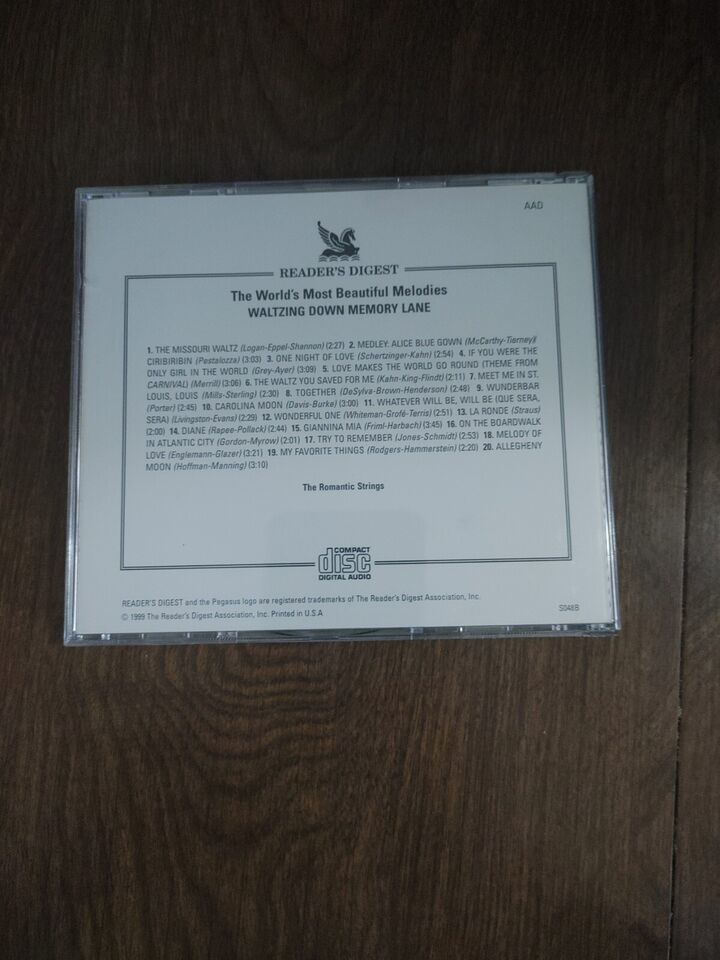 AAD
READER'S DIGEST
The World's Most Beautiful Melodies
WALTZING DOWN MEMORY LANE
1. THE MISSOURI WALTZ (Logan-Eppel-Shannon) (2:27) 2. MEDLEY: ALICE BLUE GOWN (McCarthy-Tierney)/
CIRIBIRIBIN (Pestalozza) (3:03) 3. ONE NIGHT OF LOVE (Schertzinger-Kahn) (2:54) 4. IF YOU WERE THE
ONLY GIRL IN THE WORLD (Grey-Ayer) (3:09) 5. LOVE MAKES THE WORLD GO ROUND (THEME FROM
CARNIVAL) (Merrill) (3:06) 6. THE WALTZ YOU SAVED FOR ME (Kahn-King-Flindt) (2:11) 7. MEET ME IN ST.
LOUIS, LOUIS (Mills-Sterling) (2:30) 8. TOGETHER (DeSylva-Brown-Henderson) (2:48) 9. WUNDERBAR
(Porter) (2:45) 10. CAROLINA MOON (Davis-Burke) (3:00) 11. WHATEVER WILL BE, WILL BE (QUE SERA,
SERA) (Livingston-Evans) (2:29) 12. WONDERFUL ONE (Whiteman-Grofé-Terris) (2:51) 13. LA RONDE (Straus)
(2:00) 14. DIANE (Rapee-Pollack) (2:44) 15. GIANNINA MIA (Friml-Harbach) (3:45) 16. ON THE BOARDWALK
IN ATLANTIC CITY (Gordon-Myrow) (2:01) 17. TRY TO REMEMBER (Jones-Schmidt) (2:53) 18. MELODY OF
LOVE (Englemann-Glazer) (3:21) 19. MY FAVORITE THINGS (Rodgers-Hammerstein) (2:20) 20. ALLEGHENY
MOON (Hoffman-Manning) (3:10)
The Romantic Strings
COMPACT
disc
DIGITAL AUDIO
READER'S DIGEST and the Pegasus logo are registered trademarks of The Reader's Digest Association, Inc.
© 1999 The Reader's Digest Association, Inc. Printed in U.S.A
S048B